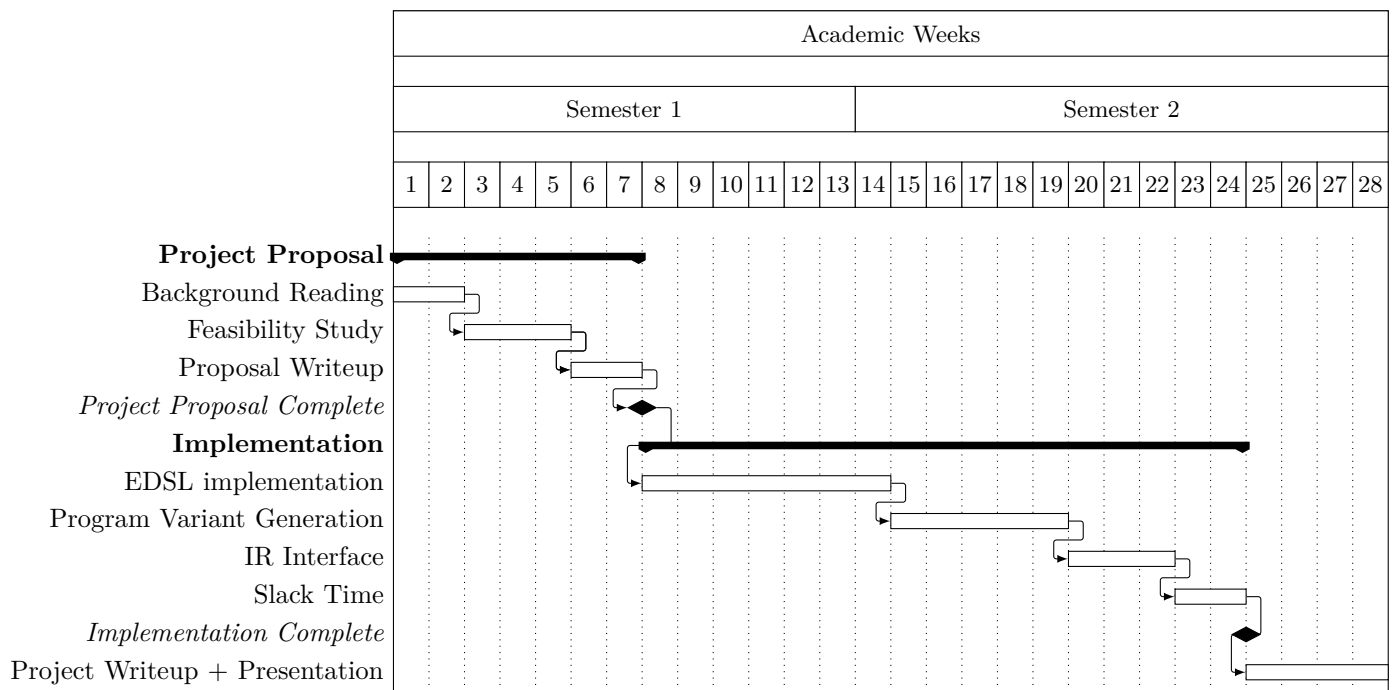 Academic Weeks
Semester 1 Semester 2
1 2 3 4 5 6 7 8 9 10 11 12 13 14 15 16 17 18 19 20 21 22 23 24 25 26 27 28
Project Proposal
Background Reading
Feasibility Study
Proposal Writeup
Project Proposal Complete
Implementation
EDSL implementation
Program Variant Generation
IR Interface
Slack Time
Implementation Complete
Project Writeup + Presentation